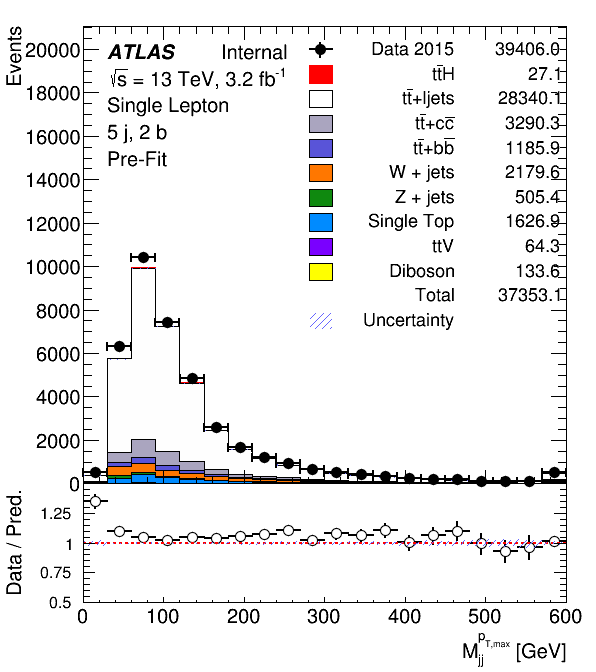 Events
20000
18000
16000
14000
12000
10000
8000
6000
4000
2000
0
ATLAS Internal
√s = 13 TeV, 3.2 fb⁻¹
Single Lepton
5 j, 2 b
Pre-Fit
Data 2015 39406.0
tt̄H 27.1
tt̄+ljets 28340.1
tt̄+cc̄ 3290.3
tt̄+bb̄ 1185.9
W + jets 2179.6
Z + jets 505.4
Single Top 1626.9
ttV 64.3
Diboson 133.6
Total 37353.1
Uncertainty
Data / Pred.
1.25
1
0.75
0.5
0 100 200 300 400 500 600
M_jj^pT,max [GeV]